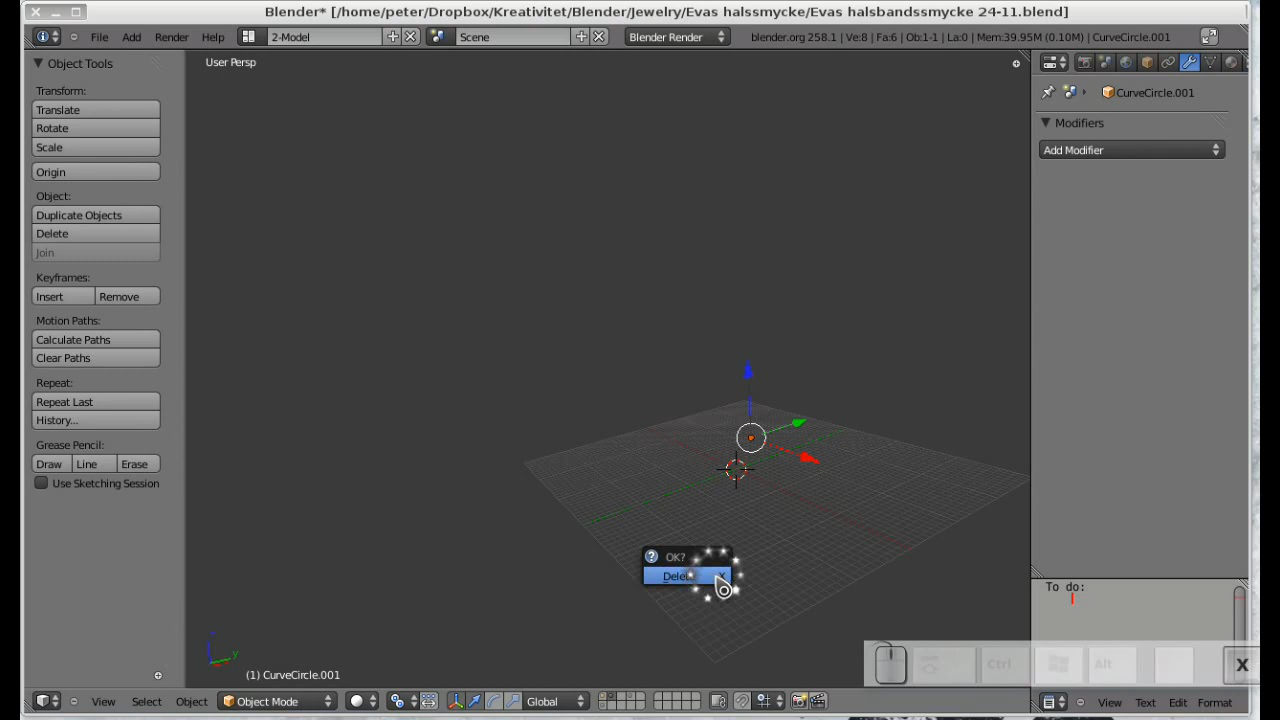 Blender* [/home/peter/Dropbox/Kreativitet/Blender/Jewelry/Evas halssmycke/Evas halsbandssmycke 24-11.blend]
File Add Render Help 2-Model Scene Blender Render blender.org 258.1 | Ve:8 | Fa:6 | Ob:1-1 | La:0 | Mem:39.95M (0.10M) | CurveCircle.001
Object Tools
User Persp
Transform:
Translate
Rotate
Scale
Origin
Object:
Duplicate Objects
Delete
Join
Keyframes:
Insert Remove
Motion Paths:
Calculate Paths
Clear Paths
Repeat:
Repeat Last
History...
Grease Pencil:
Draw Line Erase
Use Sketching Session
CurveCircle.001
Modifiers
Add Modifier
OK?
To do:
y
(1) CurveCircle.001
Ctrl Alt X
View Select Object Object Mode Global
View Text Edit Format